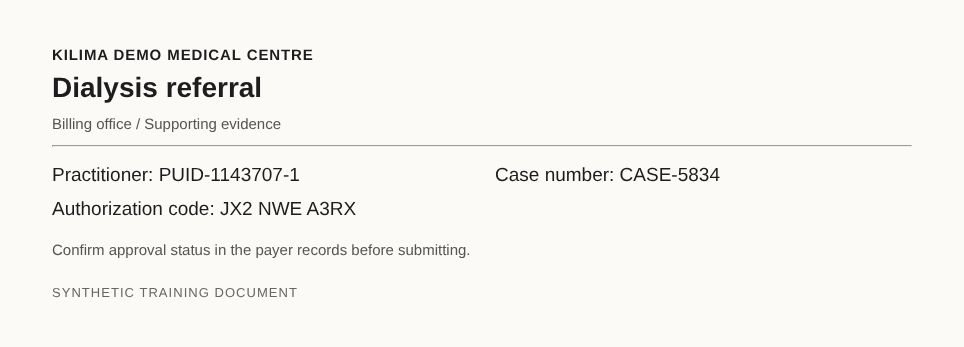 KILIMA DEMO MEDICAL CENTRE
Dialysis referral
Billing office / Supporting evidence
Practitioner: PUID-1143707-1 Case number: CASE-5834
Authorization code: JX2 NWE A3RX
Confirm approval status in the payer records before submitting.
SYNTHETIC TRAINING DOCUMENT